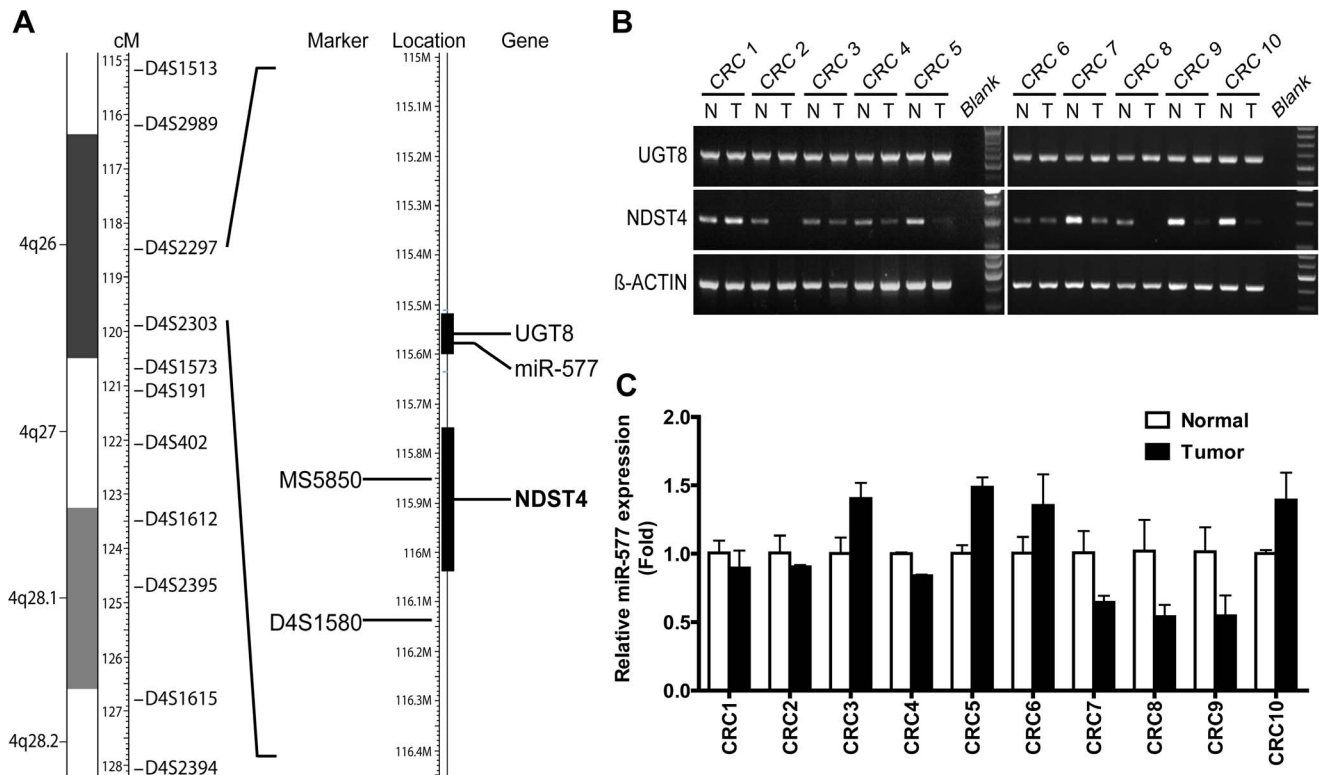 A
cM
Marker
Location
Gene
115
116
117
118
119
120
121
122
123
124
125
126
127
128
4q26
4q27
4q28.1
4q28.2
D4S1513
D4S2989
D4S2297
D4S2303
D4S1573
D4S191
D4S402
D4S1612
D4S2395
D4S1615
D4S2394
MS5850
D4S1580
115M
115.1M
115.2M
115.3M
115.4M
115.5M
115.6M
115.7M
115.8M
115.9M
116M
116.1M
116.2M
116.3M
116.4M
UGT8
miR-577
NDST4
B
CRC 1 CRC 2 CRC 3 CRC 4 CRC 5 Blank CRC 6 CRC 7 CRC 8 CRC 9 CRC 10 Blank
N T N T N T N T N T N T N T N T N T N T
UGT8
NDST4
ß-ACTIN
C
Relative miR-577 expression
(Fold)
2.0
1.5
1.0
0.5
0.0
Normal
Tumor
CRC1
CRC2
CRC3
CRC4
CRC5
CRC6
CRC7
CRC8
CRC9
CRC10